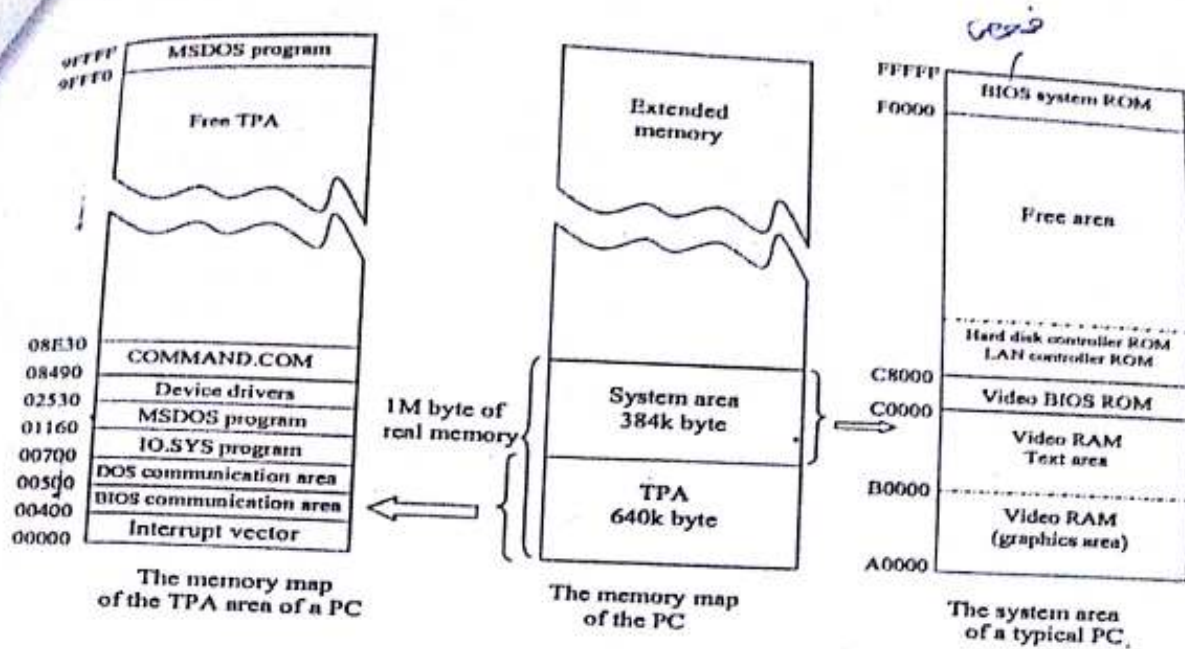 9FFFF
MSDOS program
9FFF0
Free TPA
08E30
COMMAND.COM
08490
Device drivers
02530
MSDOS program
01160
IO.SYS program
00700
DOS communication area
00500
BIOS communication area
00400
Interrupt vector
00000
The memory map
of the TPA area of a PC
Extended
memory
1M byte of
real memory
System area
384k byte
TPA
640k byte
The memory map
of the PC
FFFFF
BIOS system ROM
F0000
Free area
Hard disk controller ROM
LAN controller ROM
C8000
Video BIOS ROM
C0000
Video RAM
Text area
B0000
Video RAM
(graphics area)
A0000
The system area
of a typical PC.